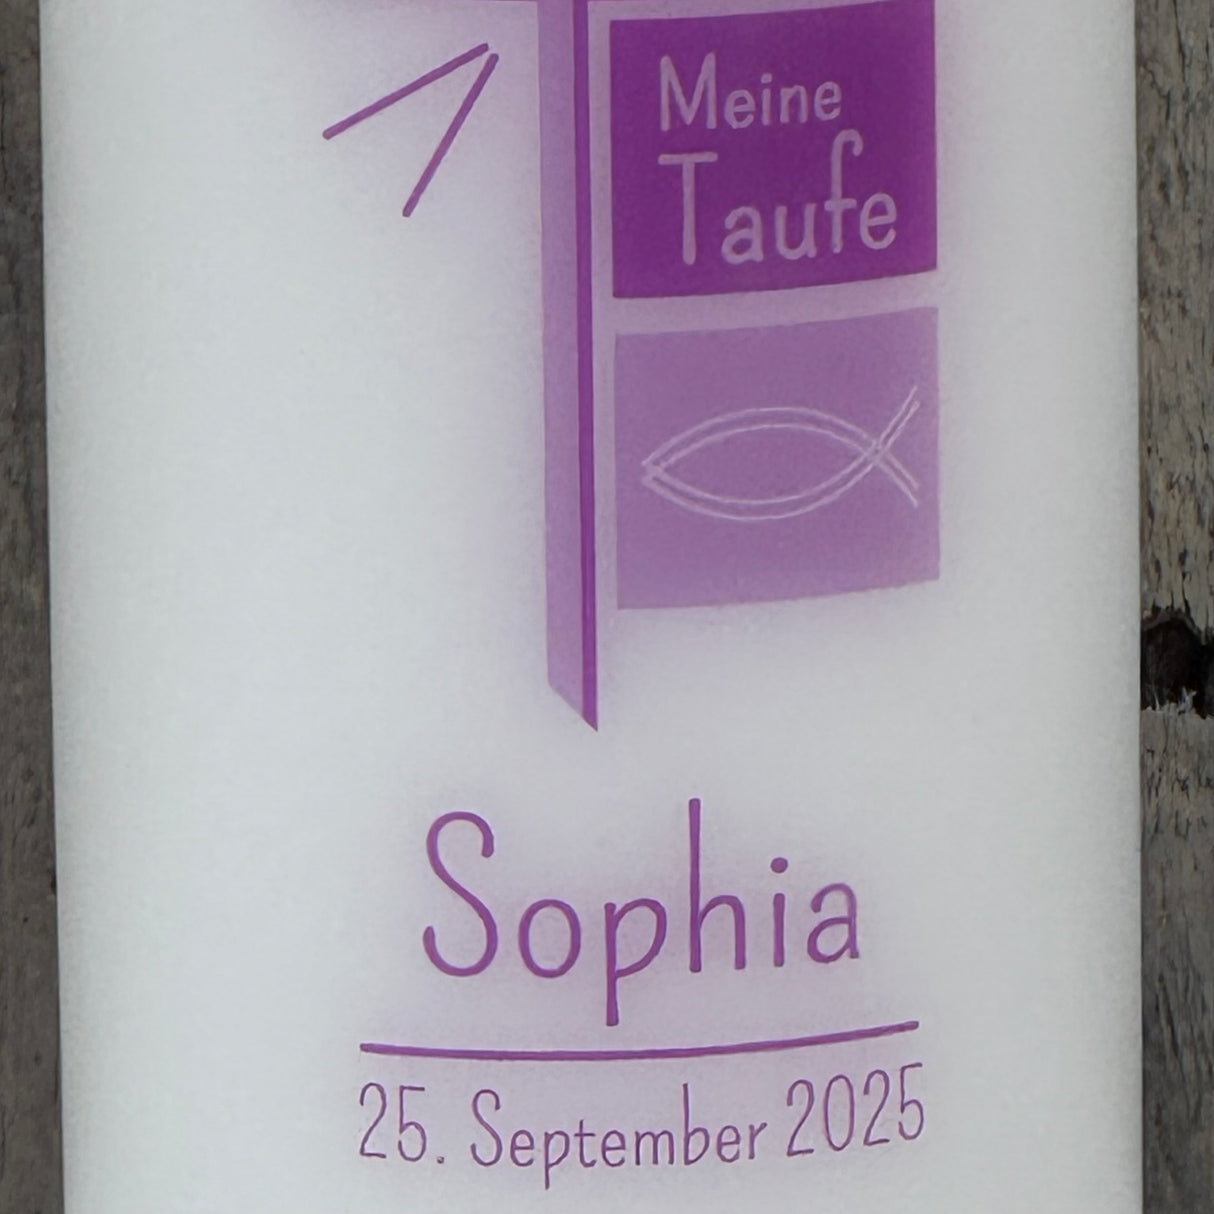 Meine
Taufe
Sophia
25. September 2025